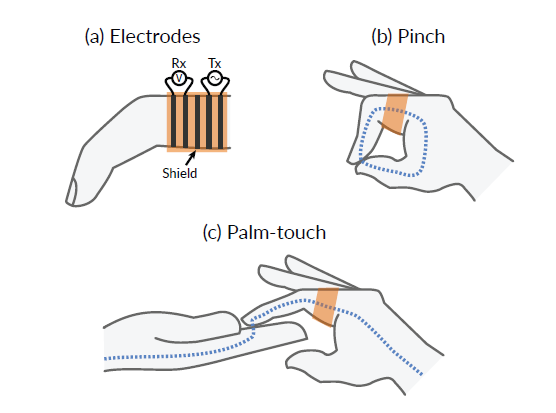 (a) Electrodes
(b) Pinch
Rx Tx
V
Shield
(c) Palm-touch